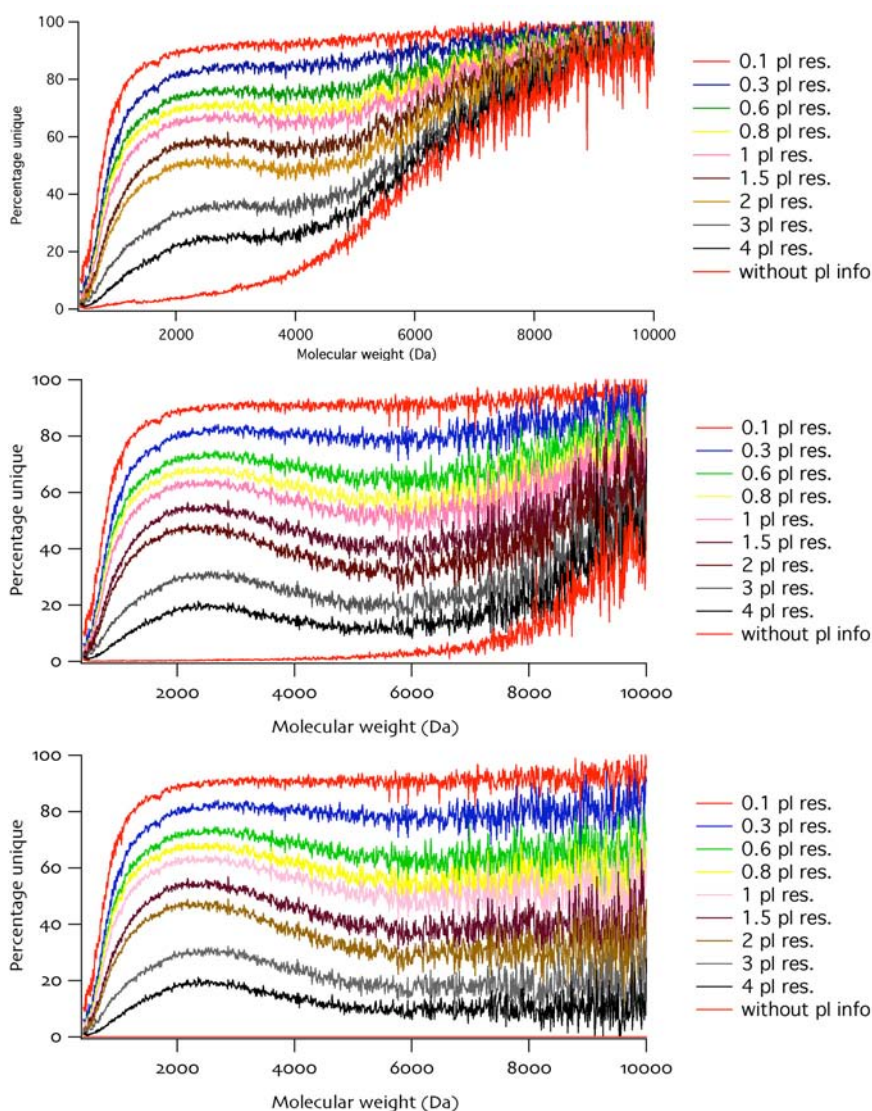 100
80
60
40
20
0
Percentage unique
2000
4000
6000
8000
10000
Molecular weight (Da)
0.1 pI res.
0.3 pI res.
0.6 pI res.
0.8 pI res.
1 pI res.
1.5 pI res.
2 pI res.
3 pI res.
4 pI res.
without pI info
100
80
60
40
20
0
Percentage unique
2000
4000
6000
8000
10000
Molecular weight (Da)
0.1 pI res.
0.3 pI res.
0.6 pI res.
0.8 pI res.
1 pI res.
1.5 pI res.
2 pI res.
3 pI res.
4 pI res.
without pI info
100
80
60
40
20
0
Percentage unique
2000
4000
6000
8000
10000
Molecular weight (Da)
0.1 pI res.
0.3 pI res.
0.6 pI res.
0.8 pI res.
1 pI res.
1.5 pI res.
2 pI res.
3 pI res.
4 pI res.
without pI info